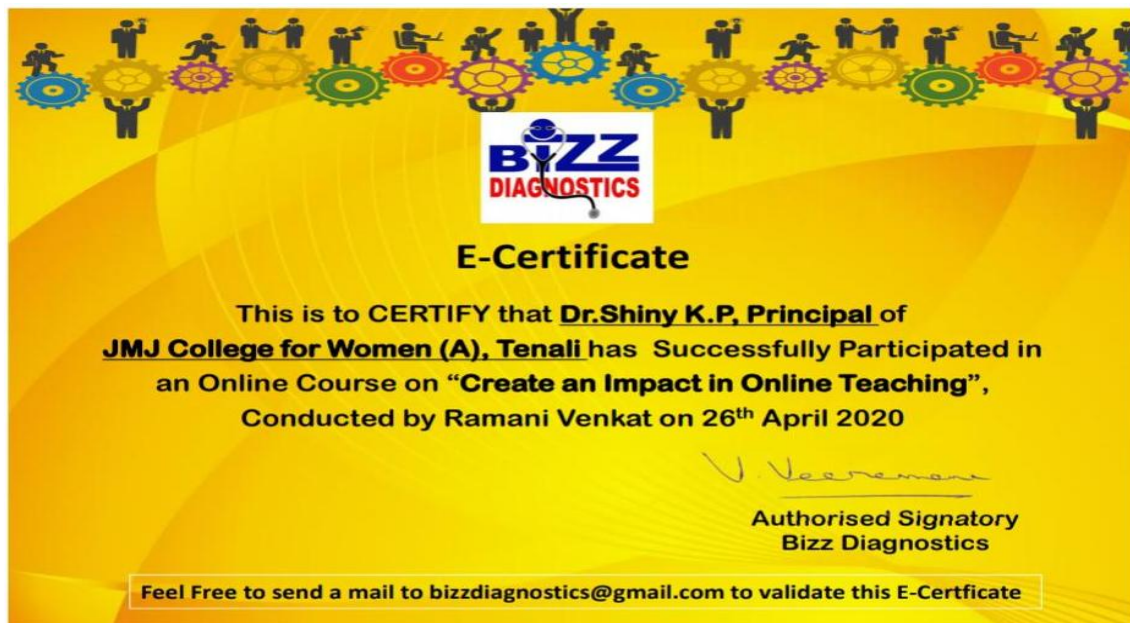 BIZZ
DIAGNOSTICS
E-Certificate
This is to CERTIFY that Dr.Shiny K.P, Principal of
JMJ College for Women (A), Tenali has Successfully Participated in
an Online Course on “Create an Impact in Online Teaching”,
Conducted by Ramani Venkat on 26th April 2020
V. Veeramani
Authorised Signatory
Bizz Diagnostics
Feel Free to send a mail to bizzdiagnostics@gmail.com to validate this E-Certficate